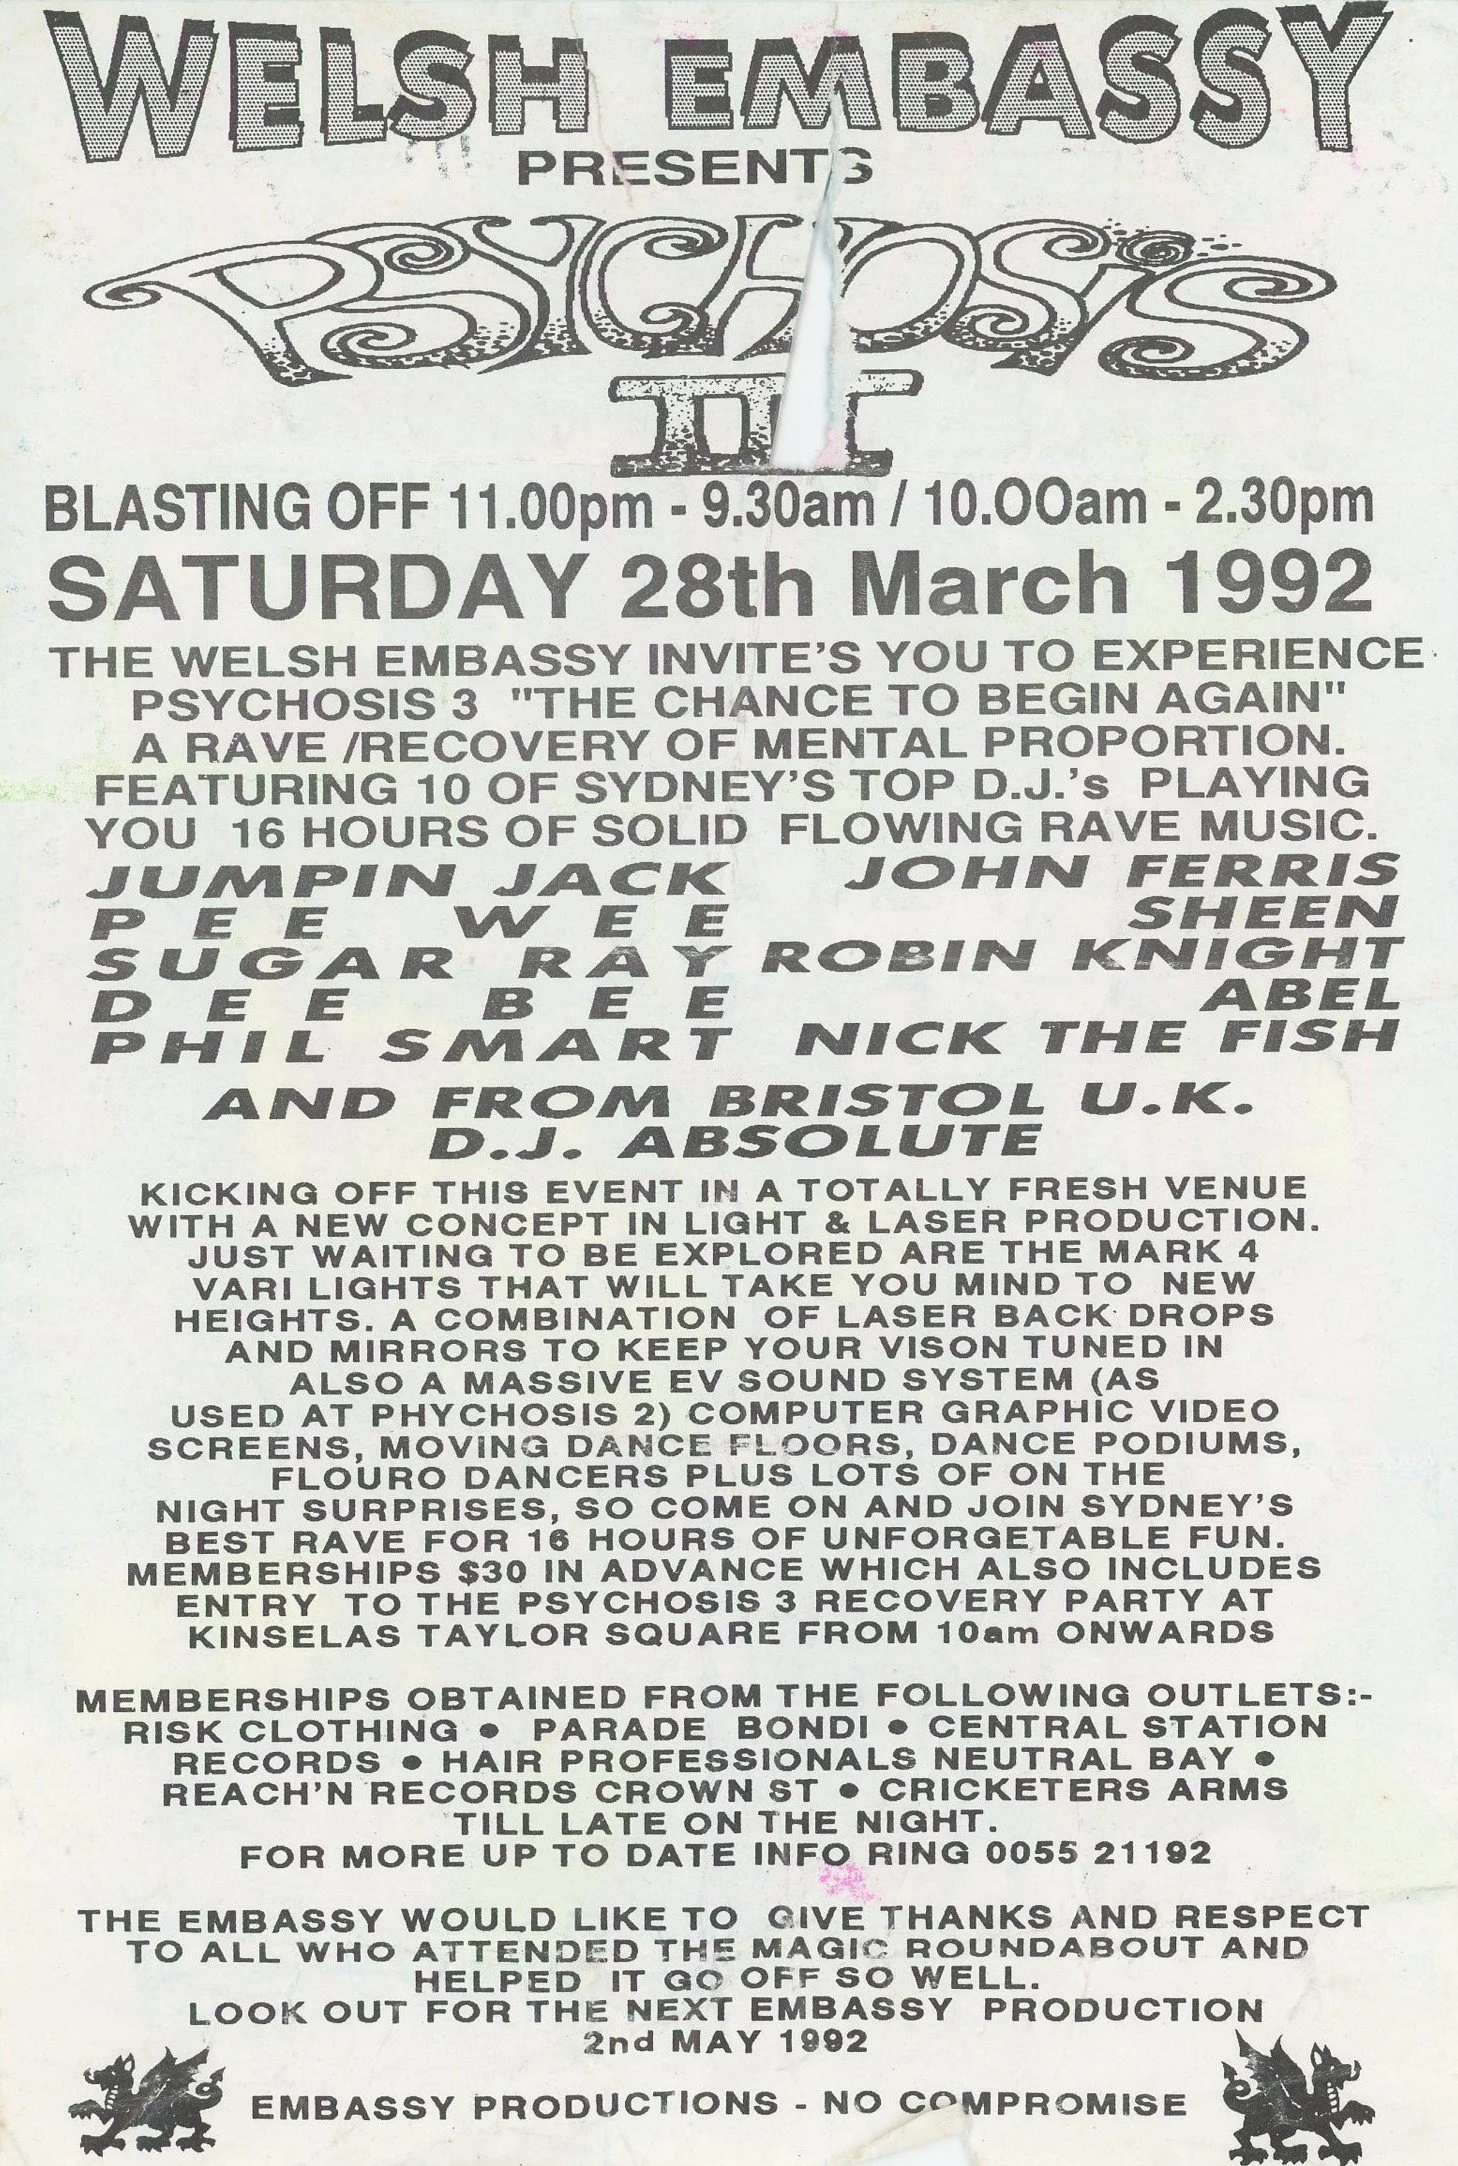 WELSH EMBASSY
PRESENTS
PSYCHOSIS
III
BLASTING OFF 11.00pm - 9.30am / 10.OOam - 2.30pm
SATURDAY 28th March 1992
THE WELSH EMBASSY INVITE'S YOU TO EXPERIENCE
PSYCHOSIS 3 "THE CHANCE TO BEGIN AGAIN"
A RAVE /RECOVERY OF MENTAL PROPORTION.
FEATURING 10 OF SYDNEY'S TOP D.J.'s PLAYING
YOU 16 HOURS OF SOLID FLOWING RAVE MUSIC.
JUMPIN JACK JOHN FERRIS
PEE WEE SHEEN
SUGAR RAY ROBIN KNIGHT
DEE BEE ABEL
PHIL SMART NICK THE FISH
AND FROM BRISTOL U.K.
D.J. ABSOLUTE
KICKING OFF THIS EVENT IN A TOTALLY FRESH VENUE
WITH A NEW CONCEPT IN LIGHT & LASER PRODUCTION.
JUST WAITING TO BE EXPLORED ARE THE MARK 4
VARI LIGHTS THAT WILL TAKE YOU MIND TO NEW
HEIGHTS. A COMBINATION OF LASER BACK DROPS
AND MIRRORS TO KEEP YOUR VISON TUNED IN
ALSO A MASSIVE EV SOUND SYSTEM (AS
USED AT PHYCHOSIS 2) COMPUTER GRAPHIC VIDEO
SCREENS, MOVING DANCE FLOORS, DANCE PODIUMS,
FLOURO DANCERS PLUS LOTS OF ON THE
NIGHT SURPRISES, SO COME ON AND JOIN SYDNEY'S
BEST RAVE FOR 16 HOURS OF UNFORGETABLE FUN.
MEMBERSHIPS $30 IN ADVANCE WHICH ALSO INCLUDES
ENTRY TO THE PSYCHOSIS 3 RECOVERY PARTY AT
KINSELAS TAYLOR SQUARE FROM 10am ONWARDS
MEMBERSHIPS OBTAINED FROM THE FOLLOWING OUTLETS:-
RISK CLOTHING • PARADE BONDI • CENTRAL STATION
RECORDS • HAIR PROFESSIONALS NEUTRAL BAY •
REACH'N RECORDS CROWN ST • CRICKETERS ARMS
TILL LATE ON THE NIGHT.
FOR MORE UP TO DATE INFO RING 0055 21192
THE EMBASSY WOULD LIKE TO GIVE THANKS AND RESPECT
TO ALL WHO ATTENDED THE MAGIC ROUNDABOUT AND
HELPED IT GO OFF SO WELL.
LOOK OUT FOR THE NEXT EMBASSY PRODUCTION
2nd MAY 1992
EMBASSY PRODUCTIONS - NO COMPROMISE